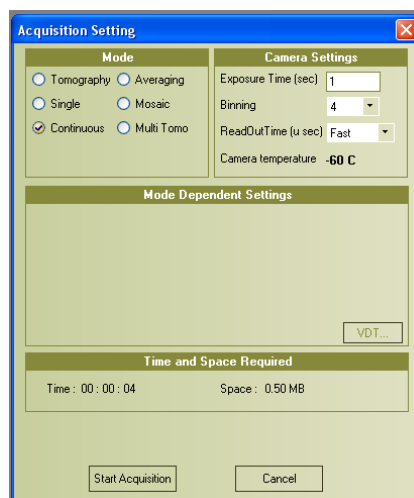 Acquisition Setting
Mode
Tomography Averaging
Single Mosaic
Continuous Multi Tomo
Camera Settings
Exposure Time (sec) 1
Binning 4
ReadOutTime (u sec) Fast
Camera temperature -60 C
Mode Dependent Settings
VDT...
Time and Space Required
Time : 00 : 00 : 04 Space : 0.50 MB
Start Acquisition Cancel